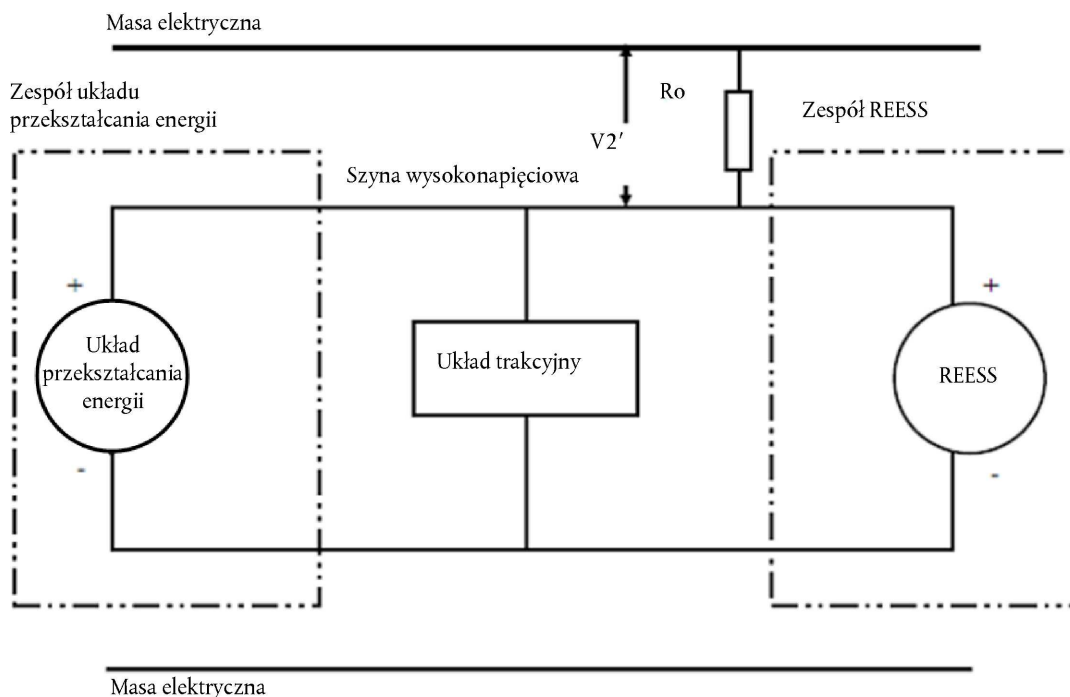 Masa elektryczna
Zespół układu
przekształcania energii
Ro
Zespół REESS
V2′
Szyna wysokonapięciowa
+
+
Układ
przekształcania
energii
Układ trakcyjny
REESS
-
-
Masa elektryczna